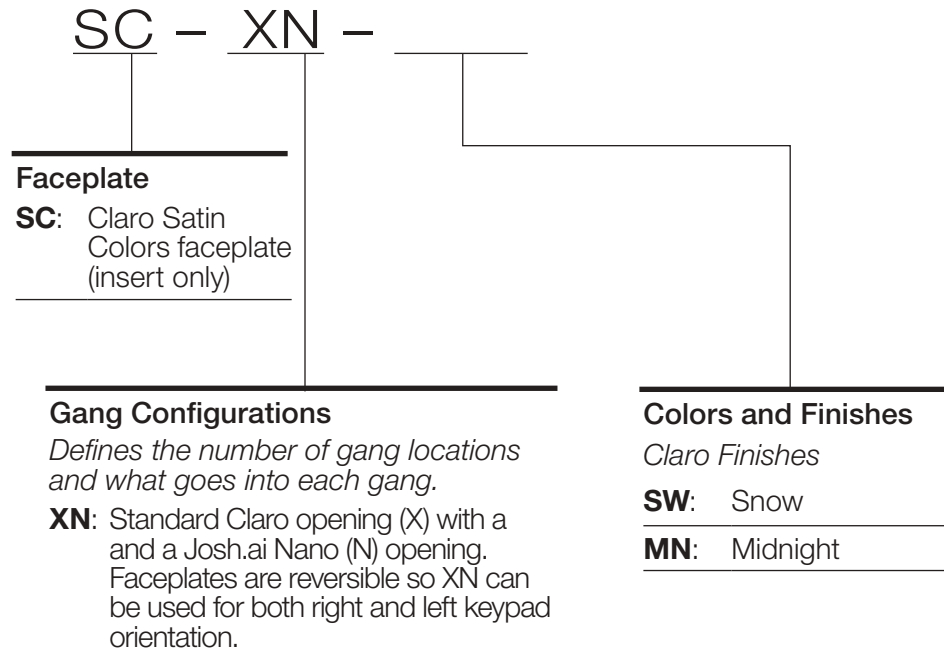 SC – XN –
Faceplate
SC: Claro Satin
Colors faceplate
(insert only)
Gang Configurations
Defines the number of gang locations
and what goes into each gang.
XN: Standard Claro opening (X) with a
and a Josh.ai Nano (N) opening.
Faceplates are reversible so XN can
be used for both right and left keypad
orientation.
Colors and Finishes
Claro Finishes
SW: Snow
MN: Midnight